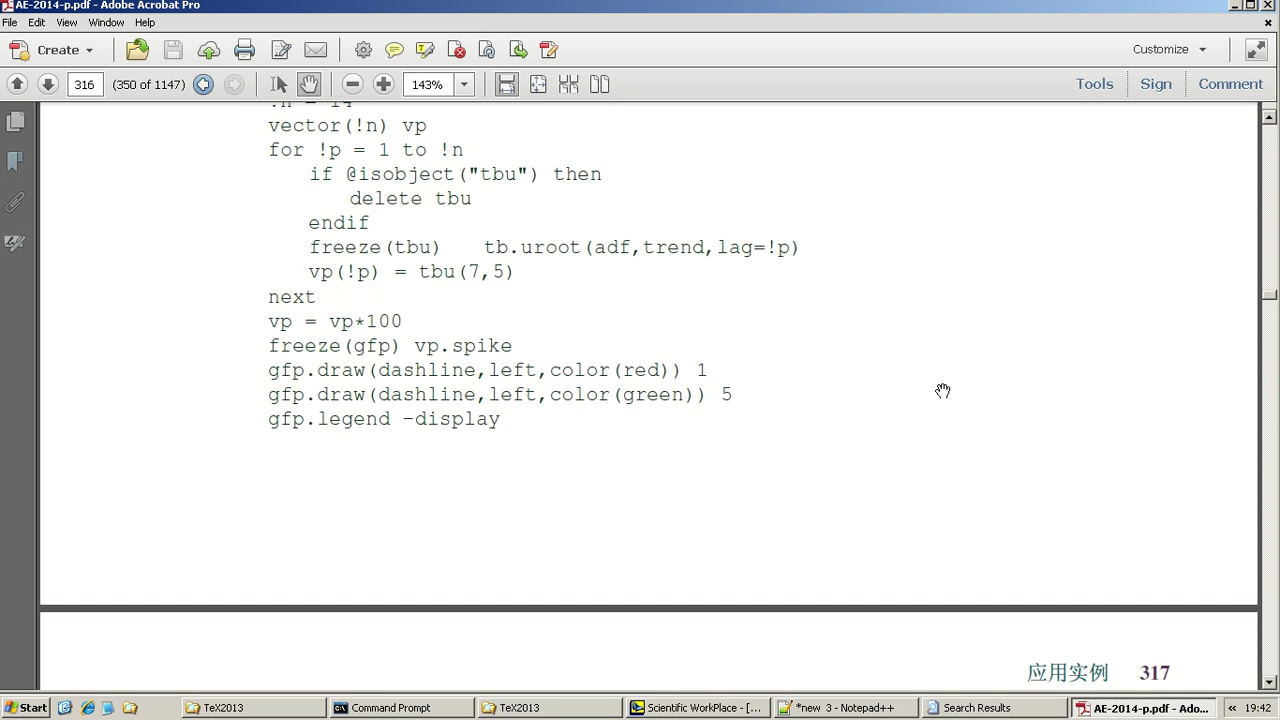 AE-2014-p.pdf - Adobe Acrobat Pro
File Edit View Window Help
Create Customize
316 (350 of 1147) 143% Tools Sign Comment
!n = 14
vector(!n) vp
for !p = 1 to !n
if @isobject("tbu") then
delete tbu
endif
freeze(tbu) tb.uroot(adf,trend,lag=!p)
vp(!p) = tbu(7,5)
next
vp = vp*100
freeze(gfp) vp.spike
gfp.draw(dashline,left,color(red)) 1
gfp.draw(dashline,left,color(green)) 5
gfp.legend -display
应用实例 317
Start TeX2013 Command Prompt TeX2013 Scientific WorkPlace - [... *new 3 - Notepad++ Search Results AE-2014-p.pdf - Ado... « 19:42